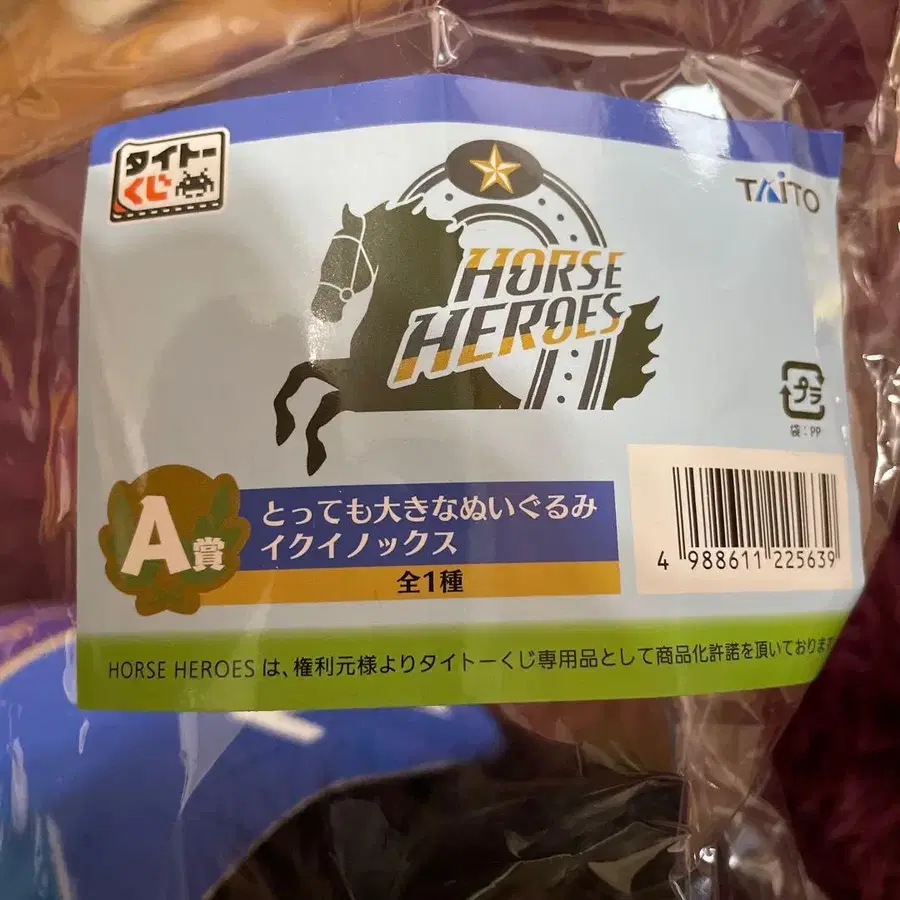 タイトー
くじ
TAITO
HORSE
HEROES
プラ
袋：PP
A賞
とっても大きなぬいぐるみ
イクイノックス
全1種
4 988611 225639
HORSE HEROES は、権利元様よりタイトーくじ専用品として商品化許諾を頂いております